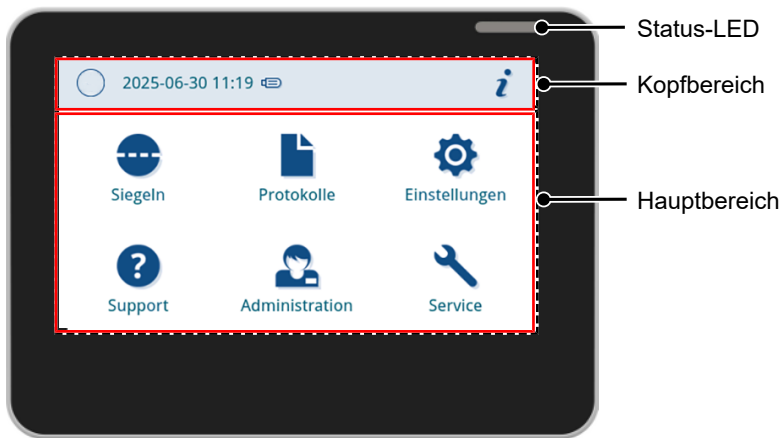 Status-LED
2025-06-30 11:19
i
Kopfbereich
Siegeln
Protokolle
Einstellungen
Hauptbereich
?
Support
Administration
Service